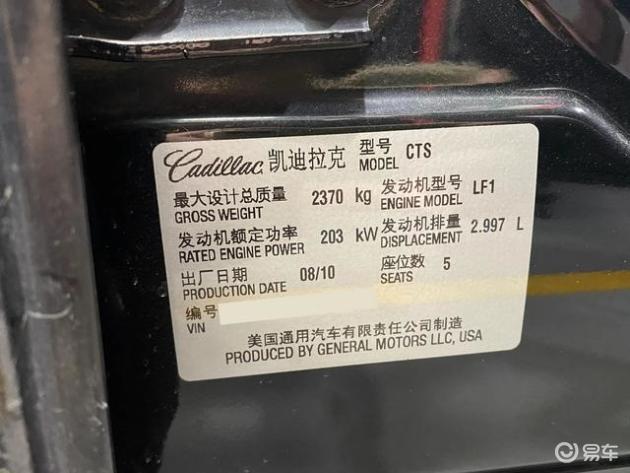 Cadillac 凯迪拉克 型号 MODEL CTS
最大设计总质量 GROSS WEIGHT 2370 kg 发动机型号 ENGINE MODEL LF1
发动机额定功率 RATED ENGINE POWER 203 kW 发动机排量 DISPLACEMENT 2.997 L
出厂日期 PRODUCTION DATE 08/10 座位数 SEATS 5
编号 VIN
美国通用汽车有限责任公司制造
PRODUCED BY GENERAL MOTORS LLC, USA
易车